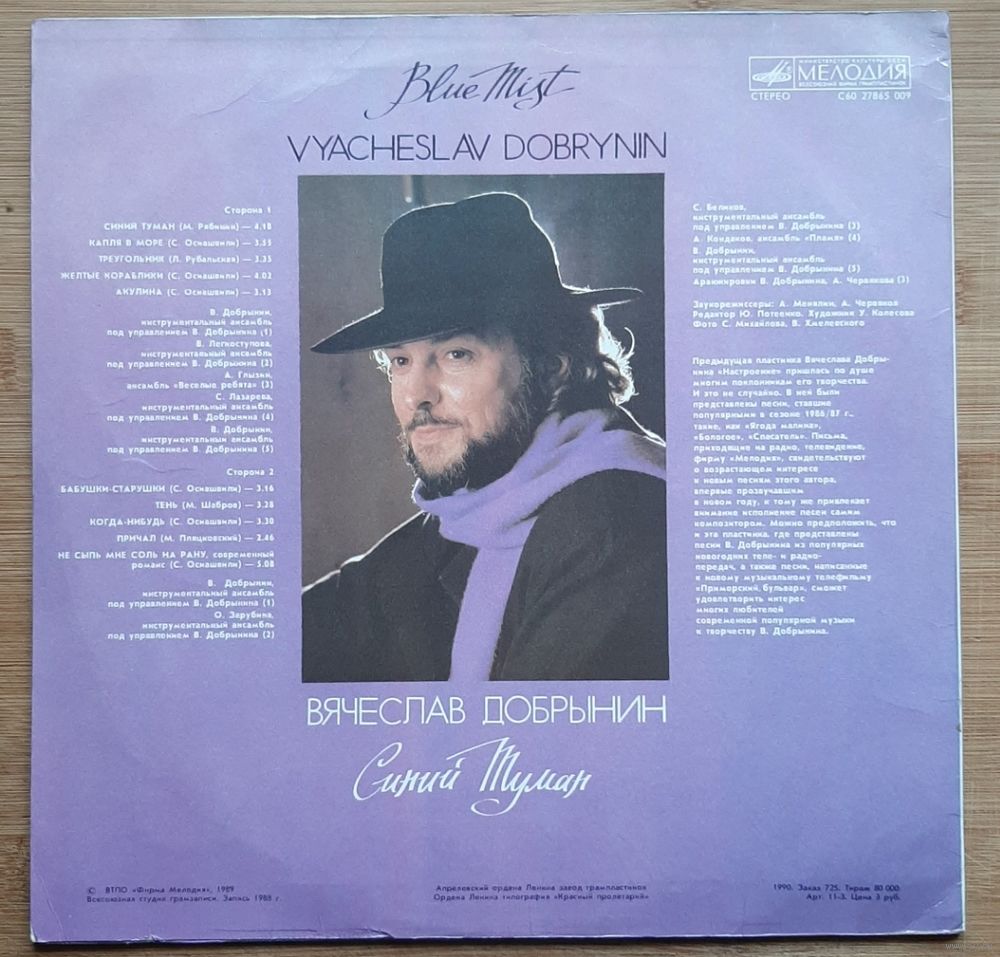 Blue Mist
МИНИСТЕРСТВО КУЛЬТУРЫ СССР
МЕЛОДИЯ
ВСЕСОЮЗНАЯ ФИРМА ГРАМПЛАСТИНОК
СТЕРЕО С60 27865 009
VYACHESLAV DOBRYNIN
Сторона 1
СИНИЙ ТУМАН (М. Рябинин) — 4.18
КАПЛЯ В МОРЕ (С. Осиашвили) — 3.55
ТРЕУГОЛЬНИК (Л. Рубальская) — 3.35
ЖЕЛТЫЕ КОРАБЛИКИ (С. Осиашвили) — 4.02
АКУЛИНА (С. Осиашвили) — 3.13
В. Добрынин,
инструментальный ансамбль
под управлением В. Добрынина (1)
В. Легкоступова,
инструментальный ансамбль
под управлением В. Добрынина (2)
А. Глызин,
ансамбль «Веселые ребята» (3)
С. Лазарева,
инструментальный ансамбль
под управлением В. Добрынина (4)
В. Добрынин,
инструментальный ансамбль
под управлением В. Добрынина (5)
Сторона 2
БАБУШКИ-СТАРУШКИ (С. Осиашвили) — 3.16
ТЕНЬ (М. Шабров) — 3.28
КОГДА-НИБУДЬ (С. Осиашвили) — 3.30
ПРИЧАЛ (М. Пляцковский) — 2.46
НЕ СЫПЬ МНЕ СОЛЬ НА РАНУ, современный
романс (С. Осиашвили) — 5.08
В. Добрынин,
инструментальный ансамбль
под управлением В. Добрынина (1)
О. Зарубина,
инструментальный ансамбль
под управлением В. Добрынина (2)
С. Беликов,
инструментальный ансамбль
под управлением В. Добрынина (3)
А. Кондаков, ансамбль «Пламя» (4)
В. Добрынин,
инструментальный ансамбль
под управлением В. Добрынина (5)
Аранжировки В. Добрынина, А. Червякова (3)
Звукорежиссеры: А. Менялкин, А. Червяков
Редактор Ю. Потеенко. Художник У. Колесова
Фото С. Михайлова, В. Хмелевского
Предыдущая пластинка Вячеслава Добры-
нина «Настроение» пришлась по душе
многим поклонникам его творчества.
И это не случайно. В ней были
представлены песни, ставшие
популярными в сезоне 1986/87 г.,
такие, как «Ягода малина»,
«Бологое», «Спасатель». Письма,
приходящие на радио, телевидение,
фирму «Мелодия», свидетельствуют
о возрастающем интересе
к новым песням этого автора,
впервые прозвучавшим
в новом году, к тому же привлекает
внимание исполнение песен самим
композитором. Можно предположить, что
и эта пластинка, где представлены
песни В. Добрынина из популярных
новогодних теле- и радио-
передач, а также песни, написанные
к новому музыкальному телефильму
«Приморский бульвар», сможет
удовлетворить интерес
многих любителей
современной популярной музыки
к творчеству В. Добрынина.
ВЯЧЕСЛАВ ДОБРЫНИН
Синий Туман
© ВТПО «Фирма Мелодия», 1989
Всесоюзная студия грамзаписи. Запись 1988 г.
Апрелевский ордена Ленина завод грампластинок
Ордена Ленина типография «Красный пролетарий»
1990. Заказ 725. Тираж 80 000.
Арт. 11-3. Цена 3 руб.